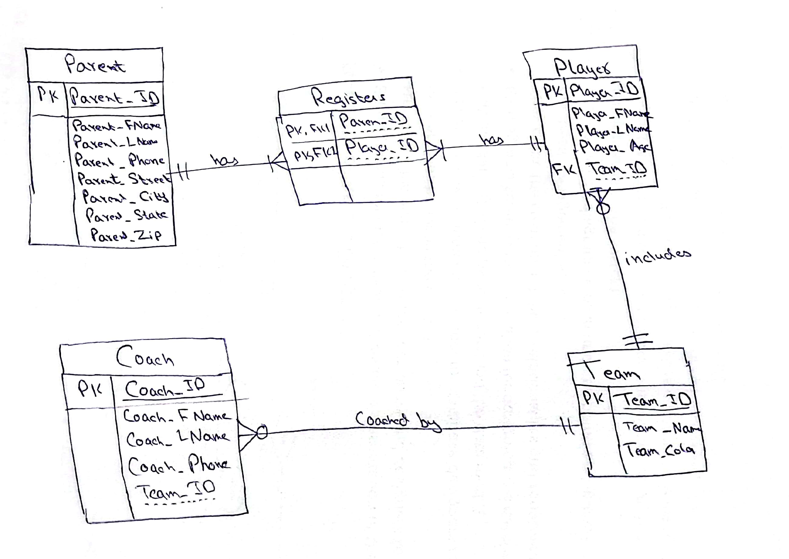 Parent
PK Parent_ID
Parent_FName
Parent_LName
Parent_Phone
Parent_Street
Parent_City
Parent_State
Parent_Zip
has
Registers
PK, FK1 Paren_ID
PK,FK2 Player_ID
has
Player
PK Player_ID
Player_FName
Player_LName
Player_Age
FK Team_ID
includes
Team
PK Team_ID
Team_Nam
Team_Color
Coached by
Coach
PK Coach_ID
Coach_FName
Coach_LName
Coach_Phone
Team_ID